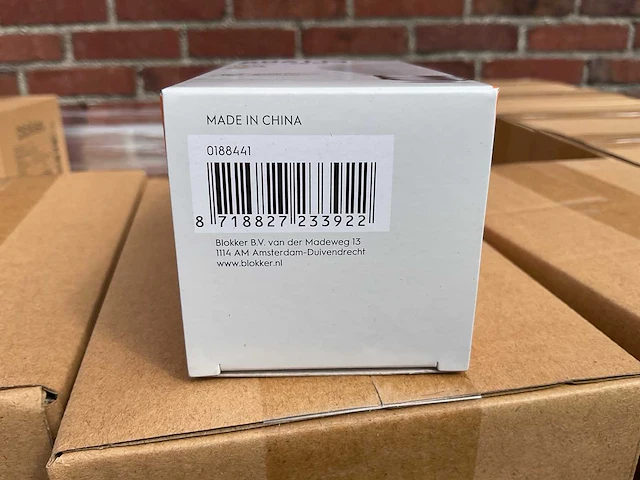 MADE IN CHINA
0188441
8 718827 233922
Blokker B.V. van der Madeweg 13
1114 AM Amsterdam-Duivendrecht
www.blokker.nl